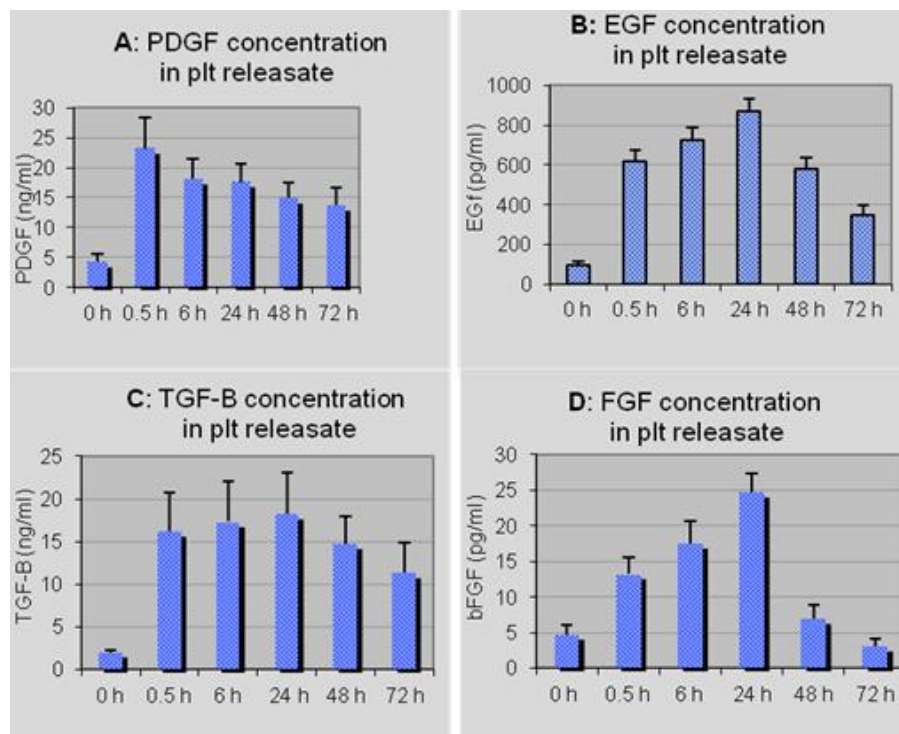 A: PDGF concentration
in plt releasate
PDGF (ng/ml)
30
25
20
15
10
5
0
0 h 0.5 h 6 h 24 h 48 h 72 h
B: EGF concentration
in plt releasate
EGf (pg/ml)
1000
800
600
400
200
0
0 h 0.5 h 6 h 24 h 48 h 72 h
C: TGF-B concentration
in plt releasate
TGF-B (ng/ml)
25
20
15
10
5
0
0 h 0.5 h 6 h 24 h 48 h 72 h
D: FGF concentration
in plt releasate
bFGF (pg/ml)
30
25
20
15
10
5
0
0 h 0.5 h 6 h 24 h 48 h 72 h